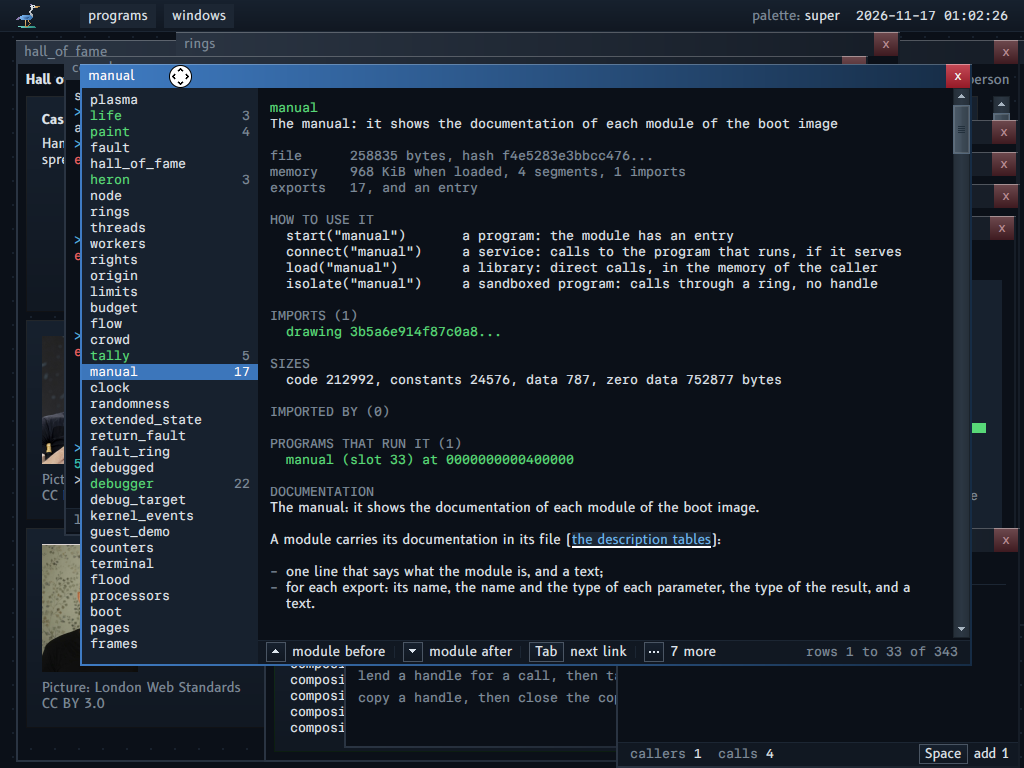 programs windows palette: super 2026-11-17 01:02:26
rings x
hall_of_fame x
Hall o
erson
manual x
plasma
life 3
paint 4
fault
hall_of_fame
heron 3
node
rings
threads
workers
rights
origin
limits
budget
flow
crowd
tally 5
manual 17
clock
randomness
extended_state
return_fault
fault_ring
debugged
debugger 22
debug_target
kernel_events
guest_demo
counters
terminal
flood
processors
boot
pages
frames
manual
The manual: it shows the documentation of each module of the boot image
file 258835 bytes, hash f4e5283e3bbcc476...
memory 968 KiB when loaded, 4 segments, 1 imports
exports 17, and an entry
HOW TO USE IT
start("manual") a program: the module has an entry
connect("manual") a service: calls to the program that runs, if it serves
load("manual") a library: direct calls, in the memory of the caller
isolate("manual") a sandboxed program: calls through a ring, no handle
IMPORTS (1)
drawing 3b5a6e914f87c0a8...
SIZES
code 212992, constants 24576, data 787, zero data 752877 bytes
IMPORTED BY (0)
PROGRAMS THAT RUN IT (1)
manual (slot 33) at 0000000000400000
DOCUMENTATION
The manual: it shows the documentation of each module of the boot image.
A module carries its documentation in its file [the description tables]:
- one line that says what the module is, and a text;
- for each export: its name, the name and the type of each parameter, the type of the result, and a
text.
module before module after Tab next link ... 7 more rows 1 to 33 of 343
Cas
Har
spre
Pict
CC
Picture: London Web Standards
CC BY 3.0
composi
composi
composi
composi
composi
lend a handle for a call, then t
copy a handle, then close the co
callers 1 calls 4 Space add 1
x
x
x
x
x